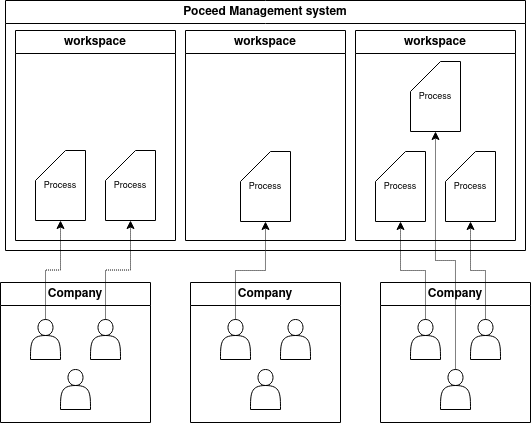 Poceed Management system
workspace
workspace
workspace
Process
Process
Process
Process
Process
Process
Company
Company
Company